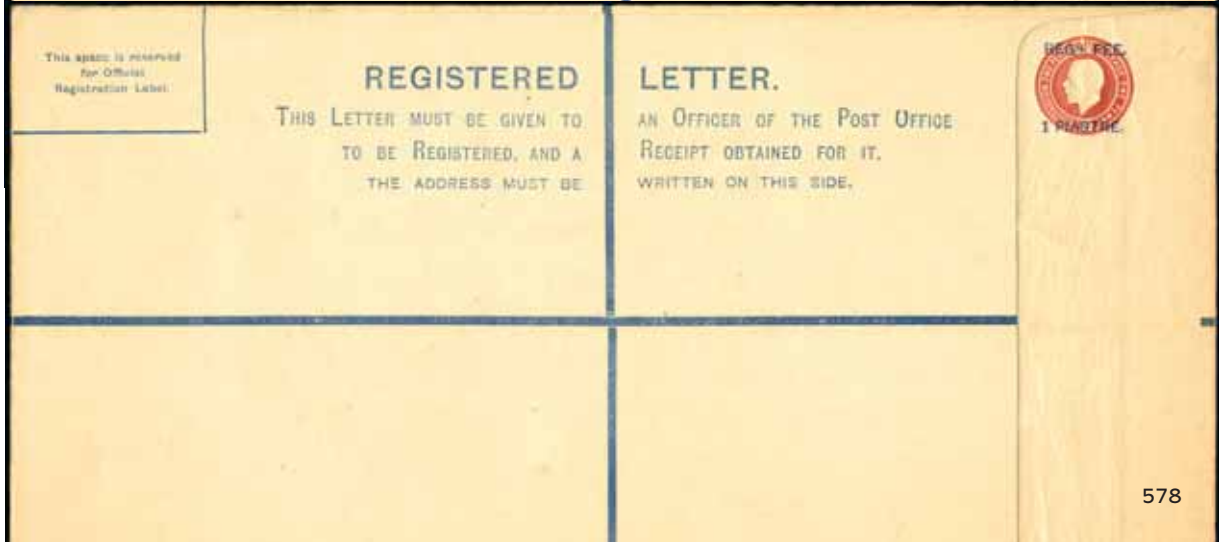 This space is reserved
for Official
Registration Label.
REGISTERED LETTER.
THIS LETTER MUST BE GIVEN TO AN OFFICER OF THE POST OFFICE
TO BE REGISTERED, AND A RECEIPT OBTAINED FOR IT.
THE ADDRESS MUST BE WRITTEN ON THIS SIDE.
REGN FEE.
1 PIASTRE.
578